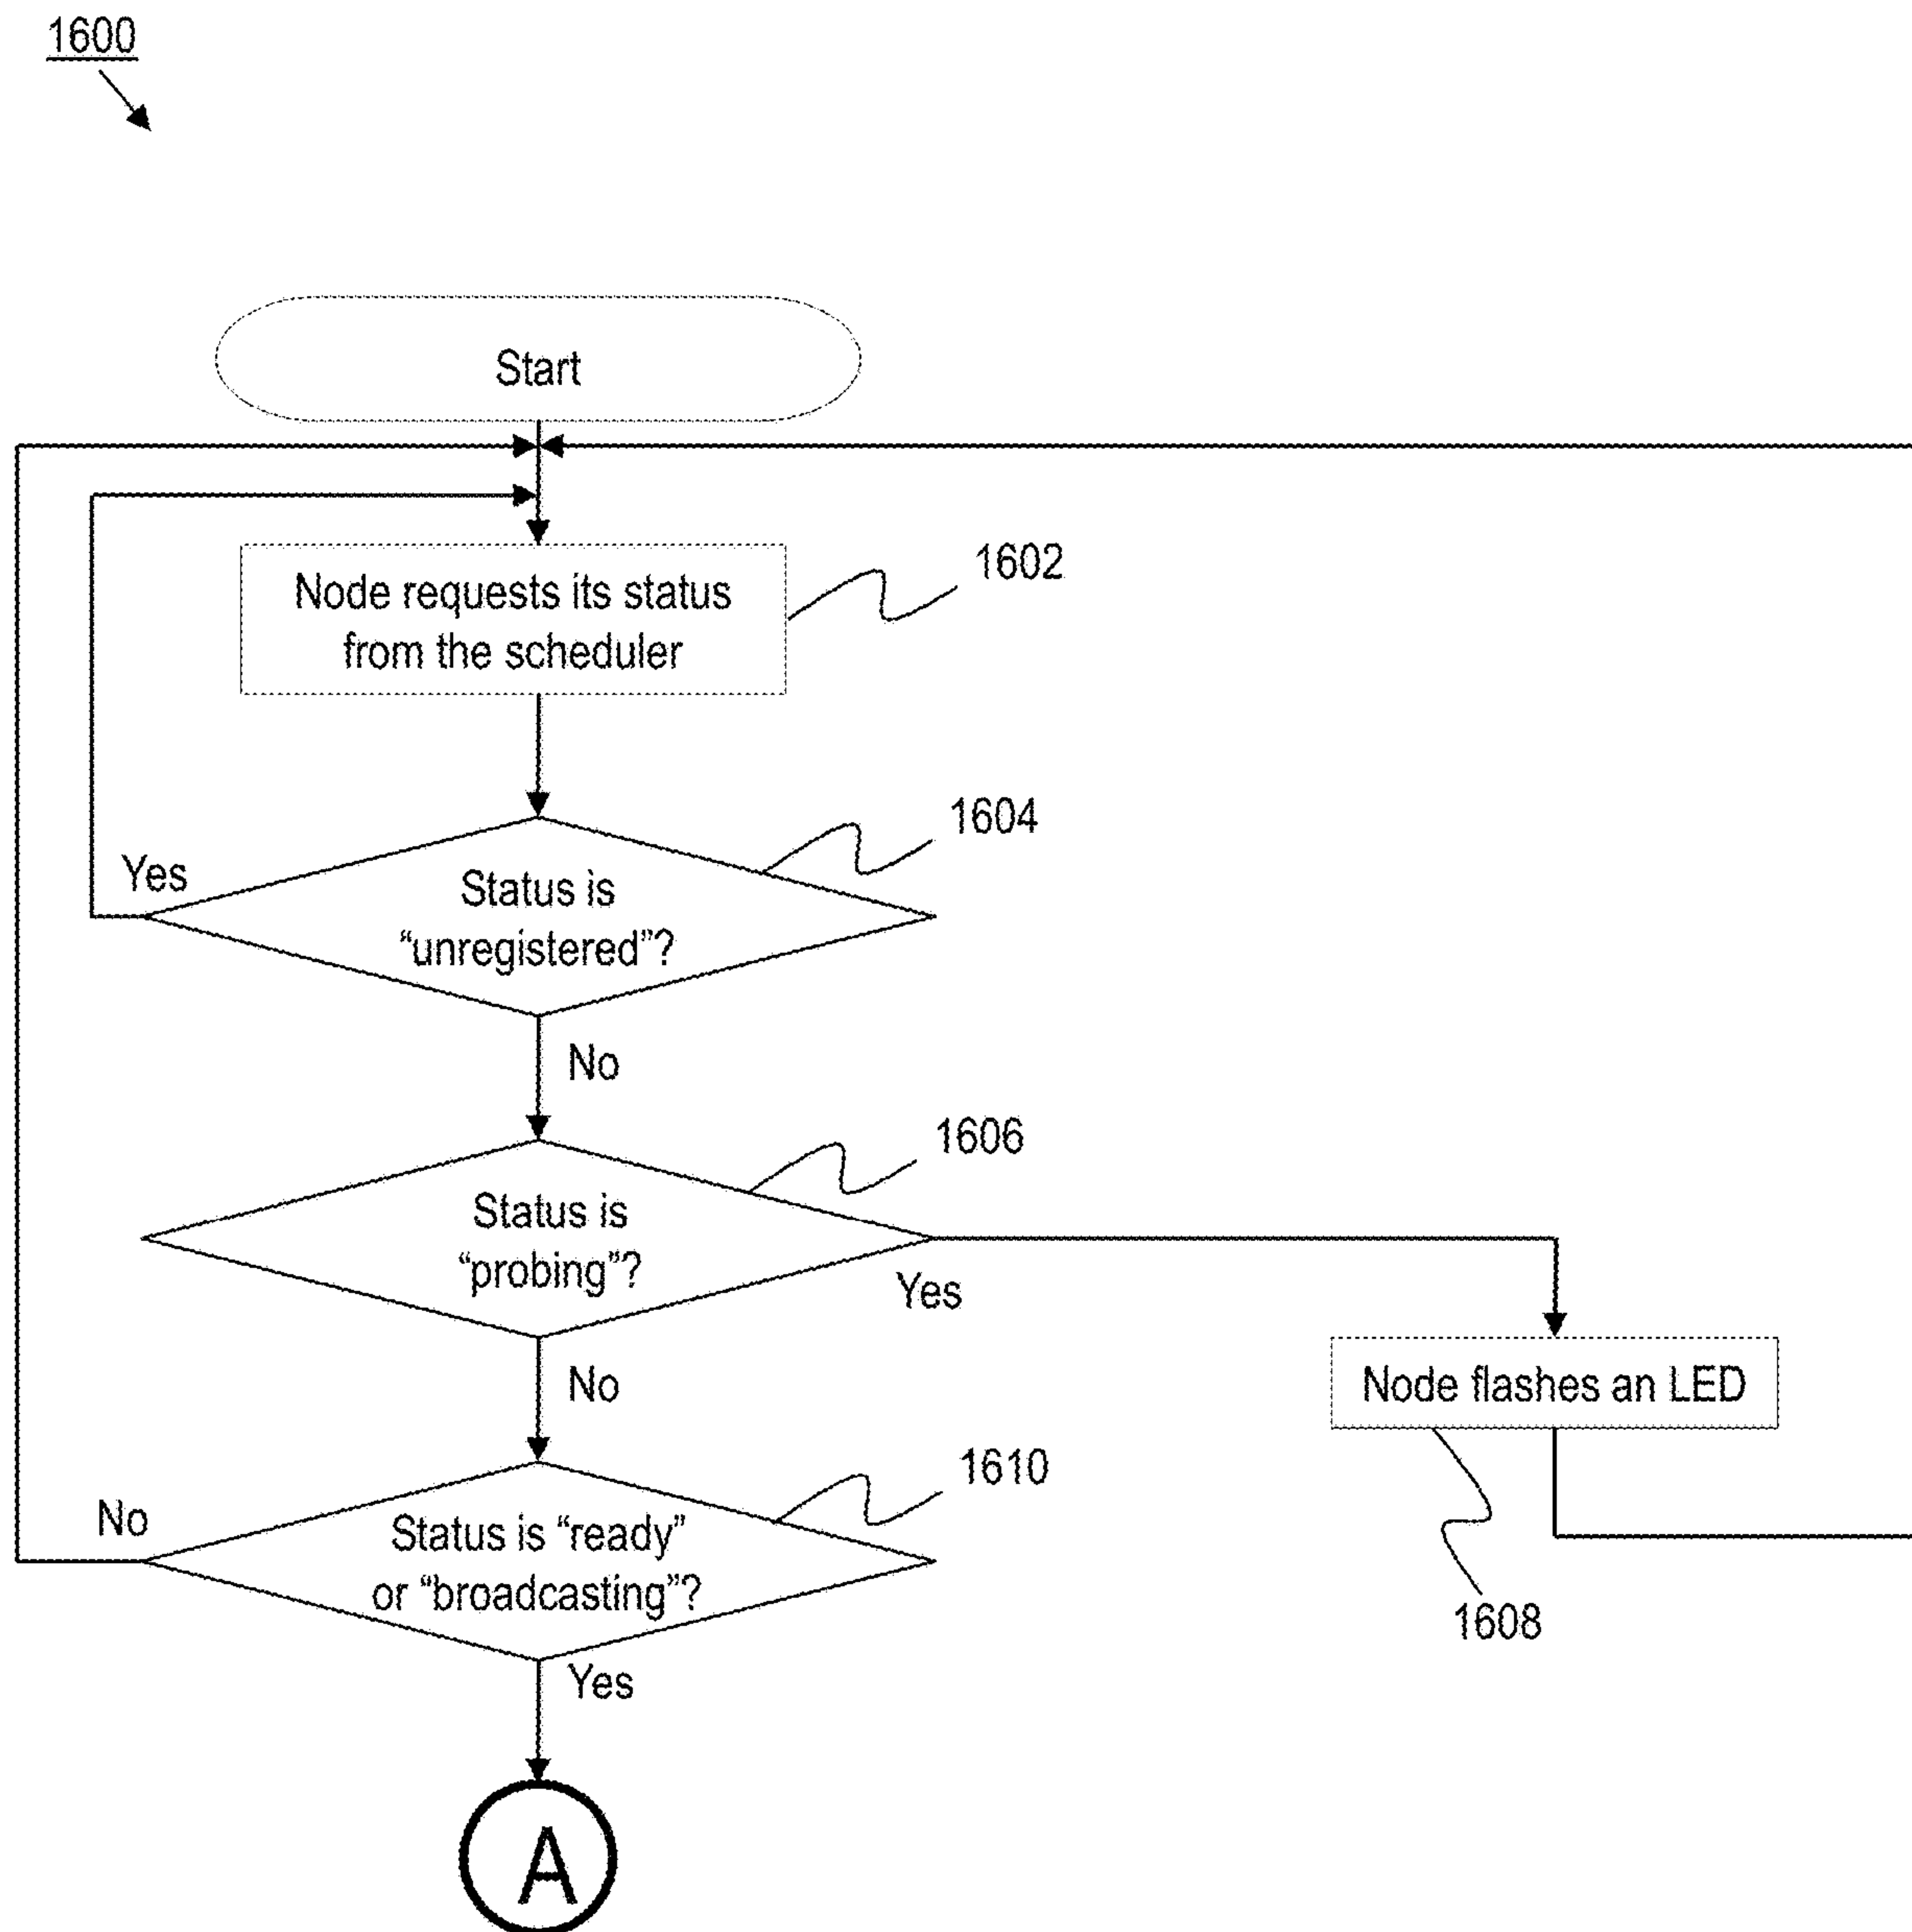 1600
Start
Node requests its status
from the scheduler
1602
1604
Yes
Status is
“unregistered”?
No
1606
Status is
“probing”?
Yes
No
Node flashes an LED
1610
No
Status is “ready”
or “broadcasting”?
1608
Yes
A